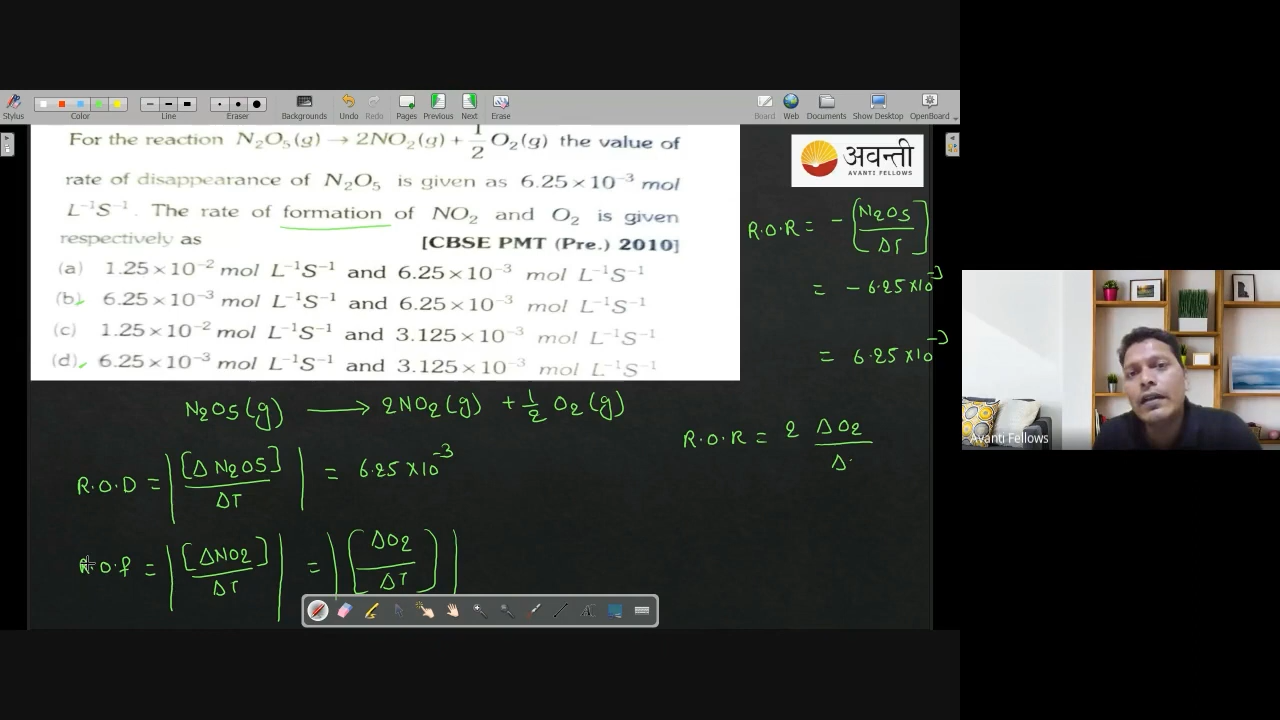 Stylus
Color
Line
Eraser
Backgrounds
Undo
Redo
Pages
Previous
Next
Erase
Board
Web
Documents
Show Desktop
OpenBoard
For the reaction N₂O₅(g) → 2NO₂(g) + 1/2 O₂(g) the value of
rate of disappearance of N₂O₅ is given as 6.25×10⁻³ mol
L⁻¹S⁻¹. The rate of formation of NO₂ and O₂ is given
respectively as [CBSE PMT (Pre.) 2010]
(a) 1.25×10⁻² mol L⁻¹S⁻¹ and 6.25×10⁻³ mol L⁻¹S⁻¹
(b) 6.25×10⁻³ mol L⁻¹S⁻¹ and 6.25×10⁻³ mol L⁻¹S⁻¹
(c) 1.25×10⁻² mol L⁻¹S⁻¹ and 3.125×10⁻³ mol L⁻¹S⁻¹
(d) 6.25×10⁻³ mol L⁻¹S⁻¹ and 3.125×10⁻³ mol L⁻¹S⁻¹
अवन्ती
AVANTI FELLOWS
R.O.R = - [N₂O₅]/ΔT
= - 6.25×10⁻³
= 6.25×10⁻³
N₂O₅(g) → 2NO₂(g) + 1/2 O₂(g)
R.O.D = |[ΔN₂O5]/ΔT| = 6.25×10⁻³
R.O.R = 2 ΔO₂/Δ
R.O.F = |[ΔNO₂]/ΔT| = |[ΔO₂/ΔT]|
Avanti Fellows